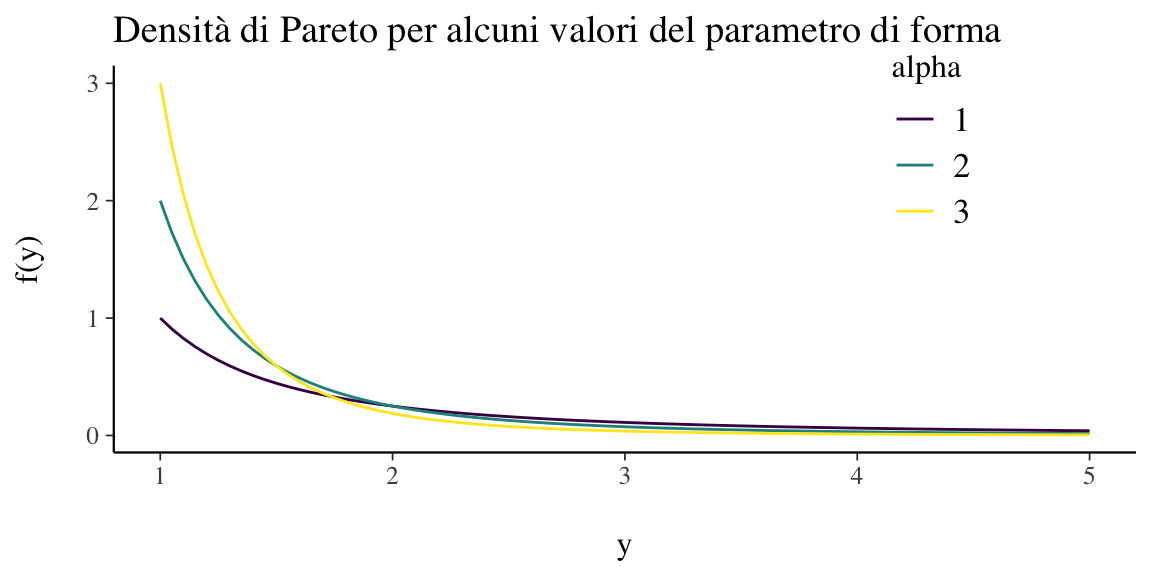 Densità di Pareto per alcuni valori del parametro di forma
alpha
1
2
3
f(y)
3
2
1
0
1 2 3 4 5
y